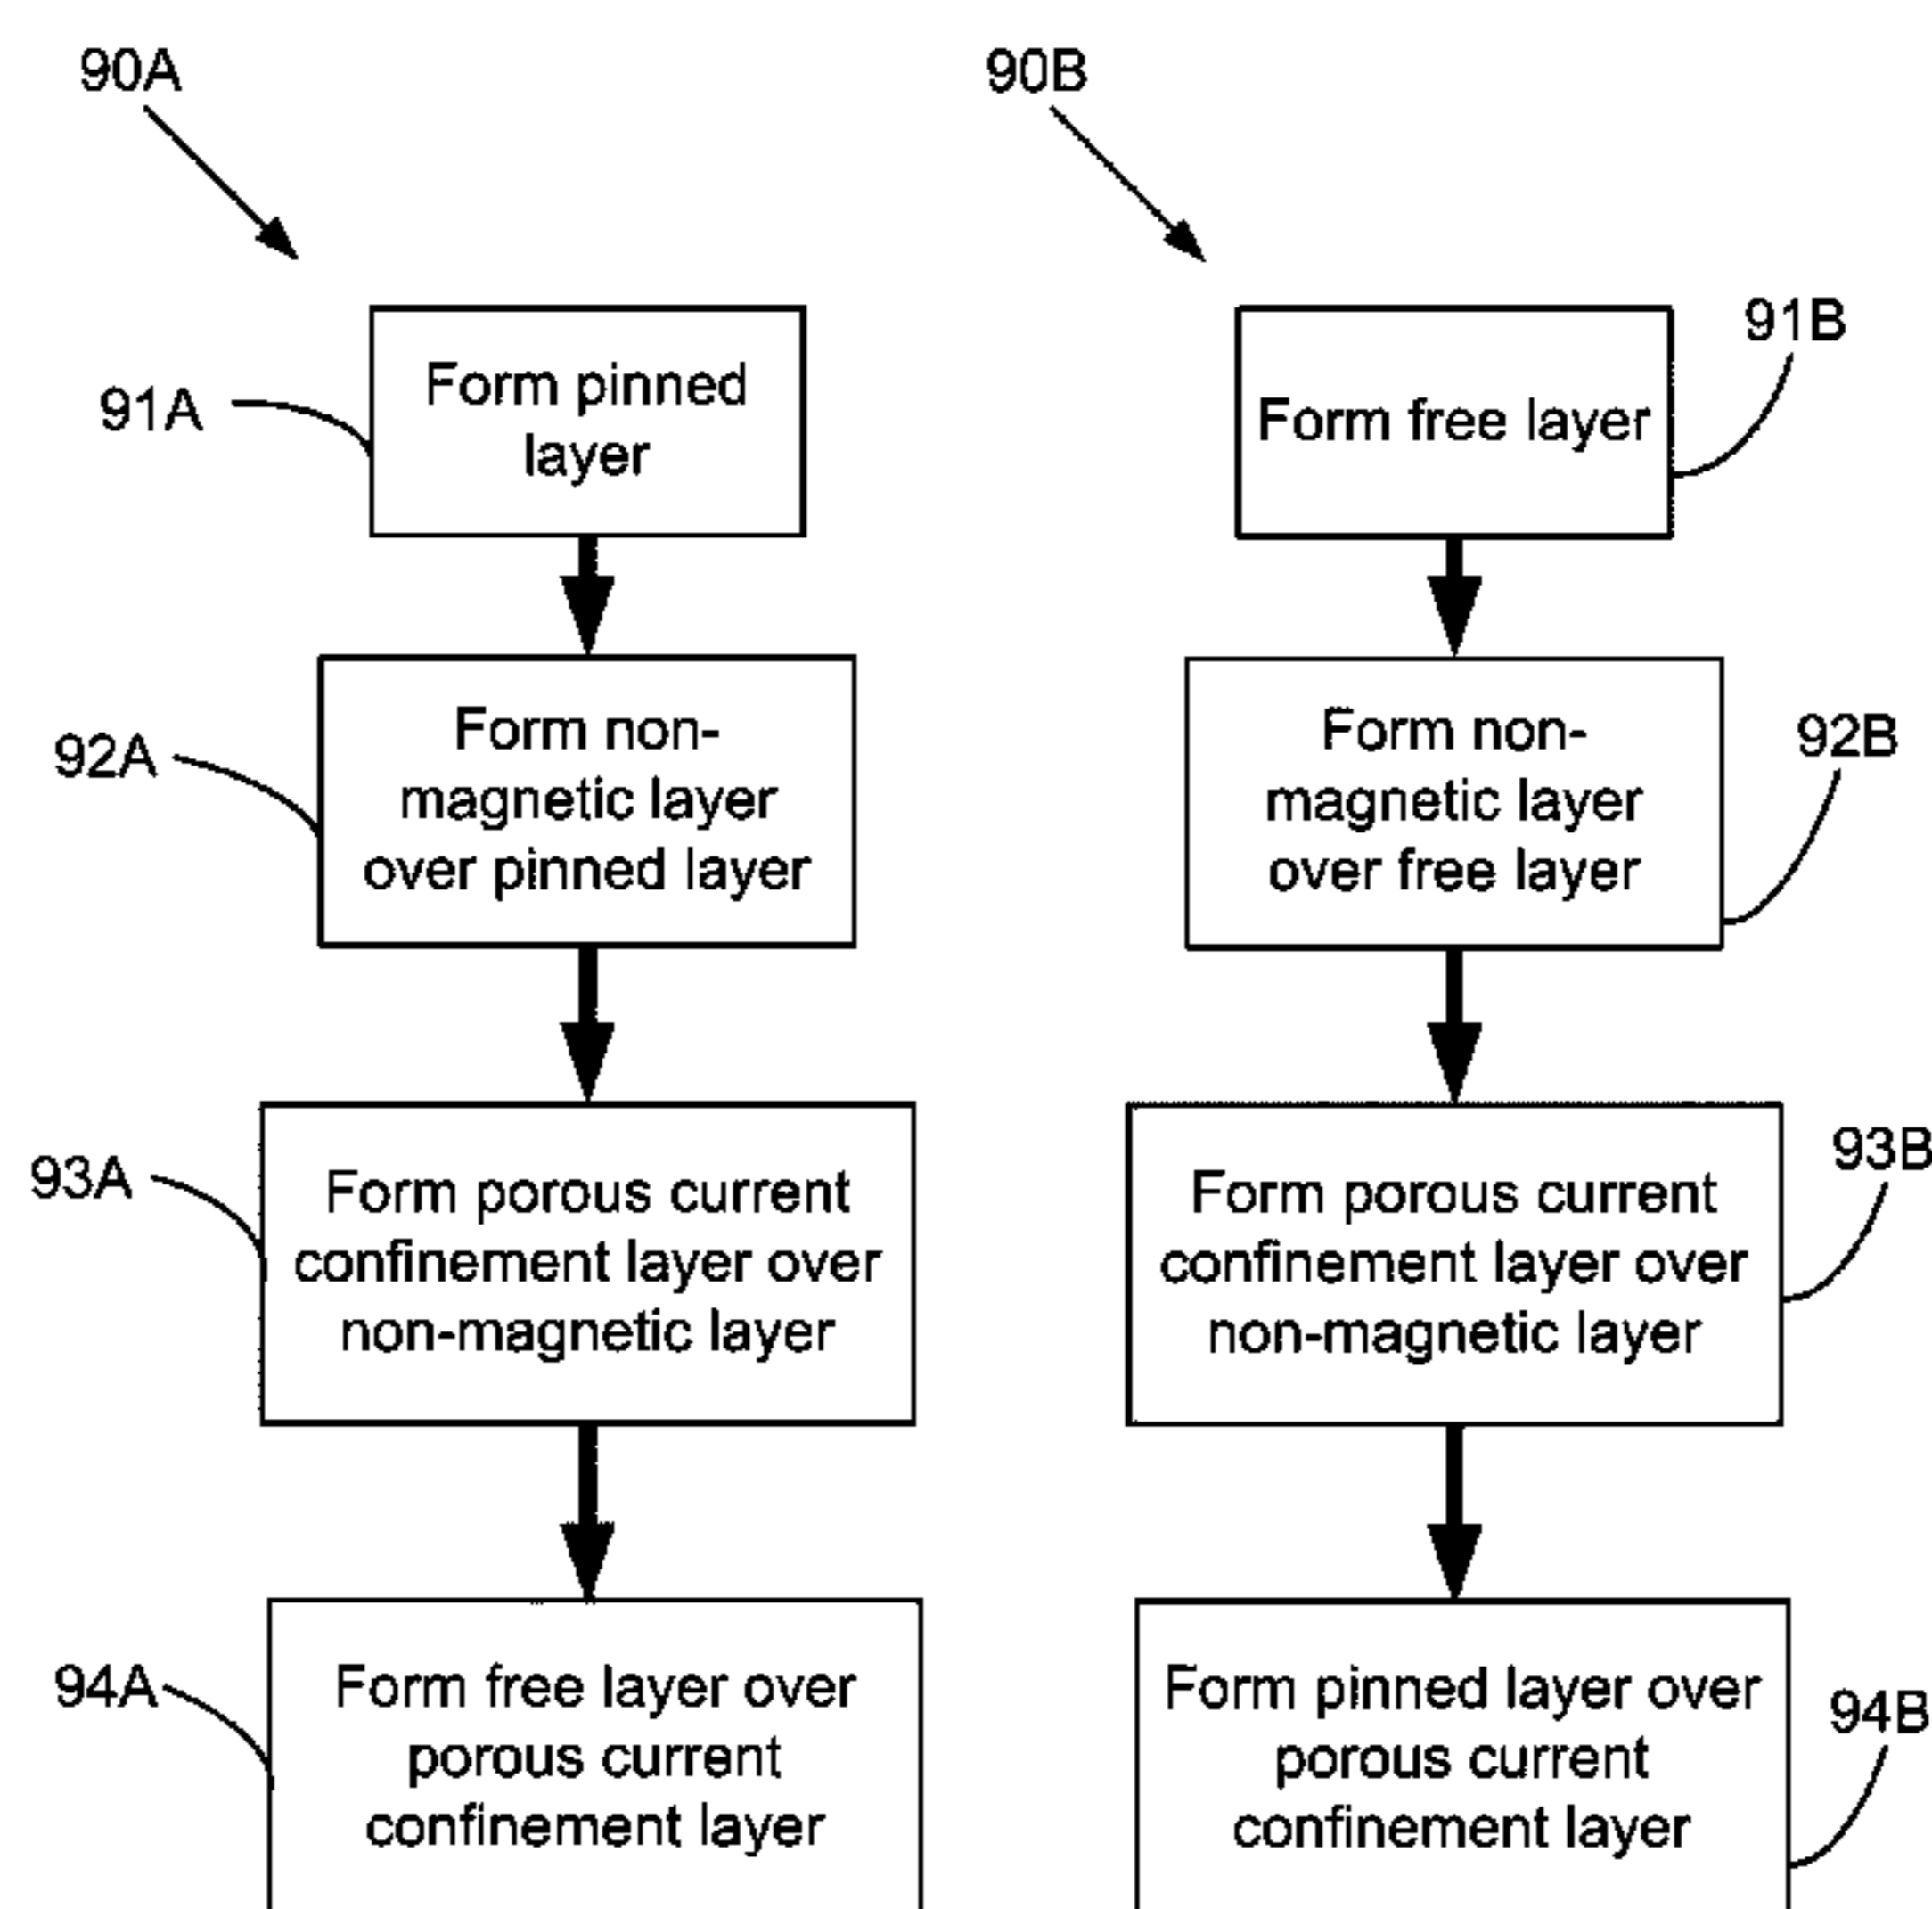 90A
91A
Form pinned
layer
92A
Form non-
magnetic layer
over pinned layer
93A
Form porous current
confinement layer over
non-magnetic layer
94A
Form free layer over
porous current
confinement layer
90B
91B
Form free layer
92B
Form non-
magnetic layer
over free layer
93B
Form porous current
confinement layer over
non-magnetic layer
94B
Form pinned layer over
porous current
confinement layer